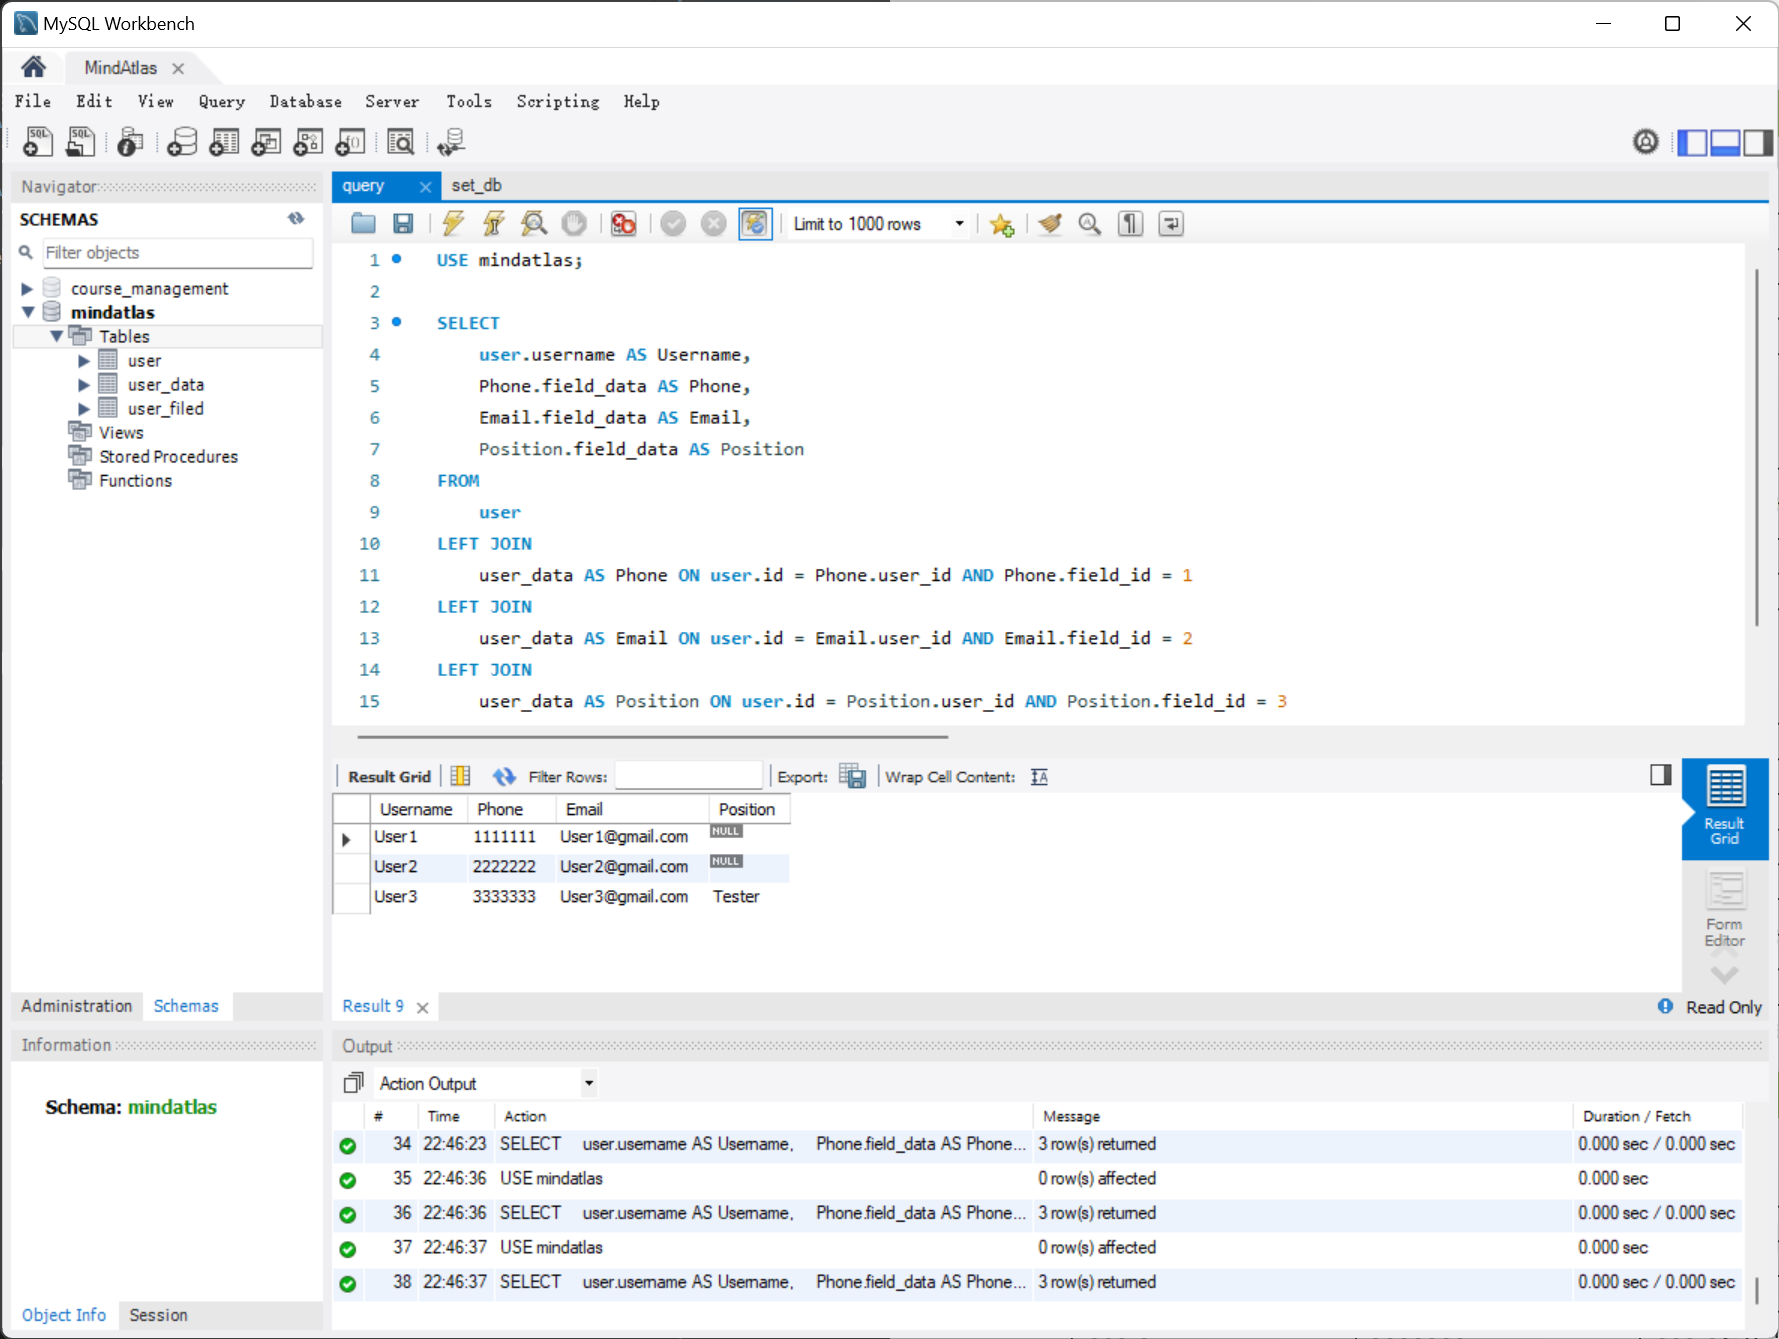 MySQL Workbench
MindAtlas
File Edit View Query Database Server Tools Scripting Help
Navigator
SCHEMAS
Filter objects
course_management
mindatlas
Tables
user
user_data
user_filed
Views
Stored Procedures
Functions
Administration Schemas
Information
Schema: mindatlas
Object Info Session
query set_db
Limit to 1000 rows
1 USE mindatlas;
2
3 SELECT
4 user.username AS Username,
5 Phone.field_data AS Phone,
6 Email.field_data AS Email,
7 Position.field_data AS Position
8 FROM
9 user
10 LEFT JOIN
11 user_data AS Phone ON user.id = Phone.user_id AND Phone.field_id = 1
12 LEFT JOIN
13 user_data AS Email ON user.id = Email.user_id AND Email.field_id = 2
14 LEFT JOIN
15 user_data AS Position ON user.id = Position.user_id AND Position.field_id = 3
Result Grid Filter Rows: Export: Wrap Cell Content:
Username Phone Email Position
User1 1111111 User1@gmail.com NULL
User2 2222222 User2@gmail.com NULL
User3 3333333 User3@gmail.com Tester
Result
Grid
Form
Editor
Result 9
Read Only
Output
Action Output
# Time Action Message Duration / Fetch
34 22:46:23 SELECT user.username AS Username, Phone.field_data AS Phone... 3 row(s) returned 0.000 sec / 0.000 sec
35 22:46:36 USE mindatlas 0 row(s) affected 0.000 sec
36 22:46:36 SELECT user.username AS Username, Phone.field_data AS Phone... 3 row(s) returned 0.000 sec / 0.000 sec
37 22:46:37 USE mindatlas 0 row(s) affected 0.000 sec
38 22:46:37 SELECT user.username AS Username, Phone.field_data AS Phone... 3 row(s) returned 0.000 sec / 0.000 sec